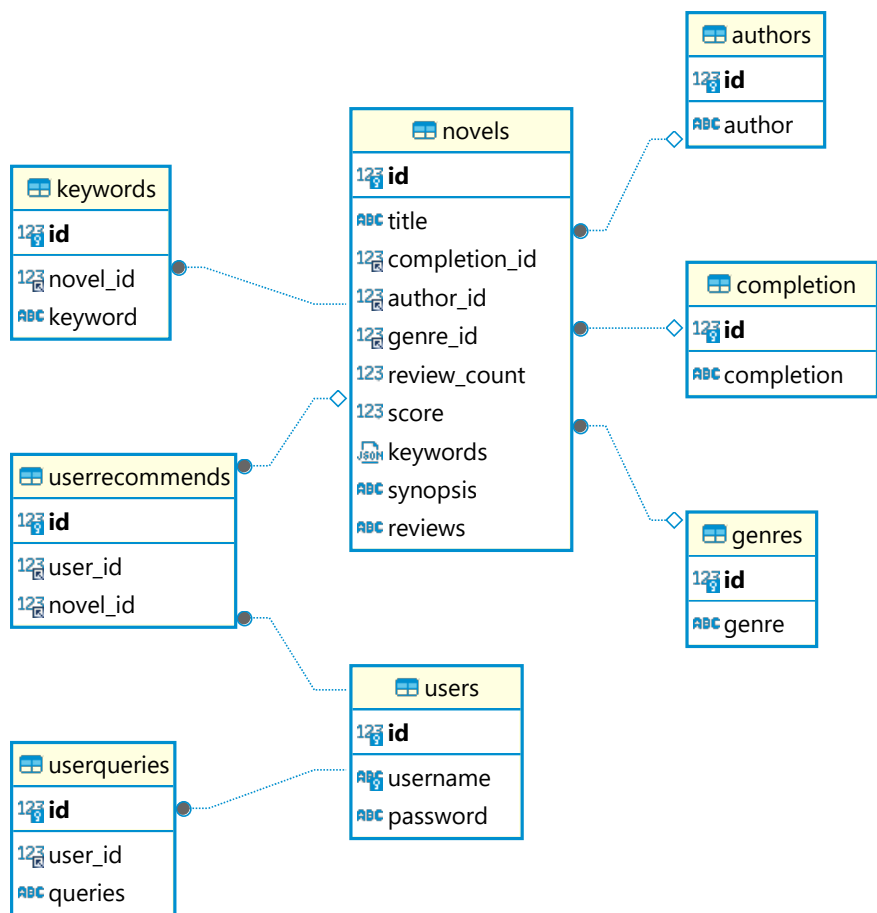 authors
id
author
novels
id
title
completion_id
author_id
genre_id
review_count
score
keywords
synopsis
reviews
keywords
id
novel_id
keyword
completion
id
completion
userrecommends
id
user_id
novel_id
genres
id
genre
users
id
username
password
userqueries
id
user_id
queries